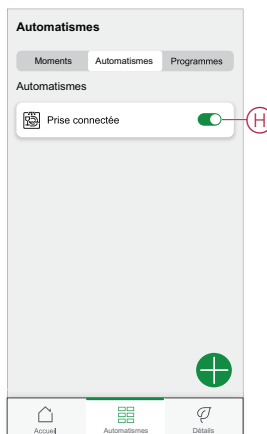 Automatismes
Moments Automatismes Programmes
Automatismes
Prise connectée
H
Accueil Automatismes Détails